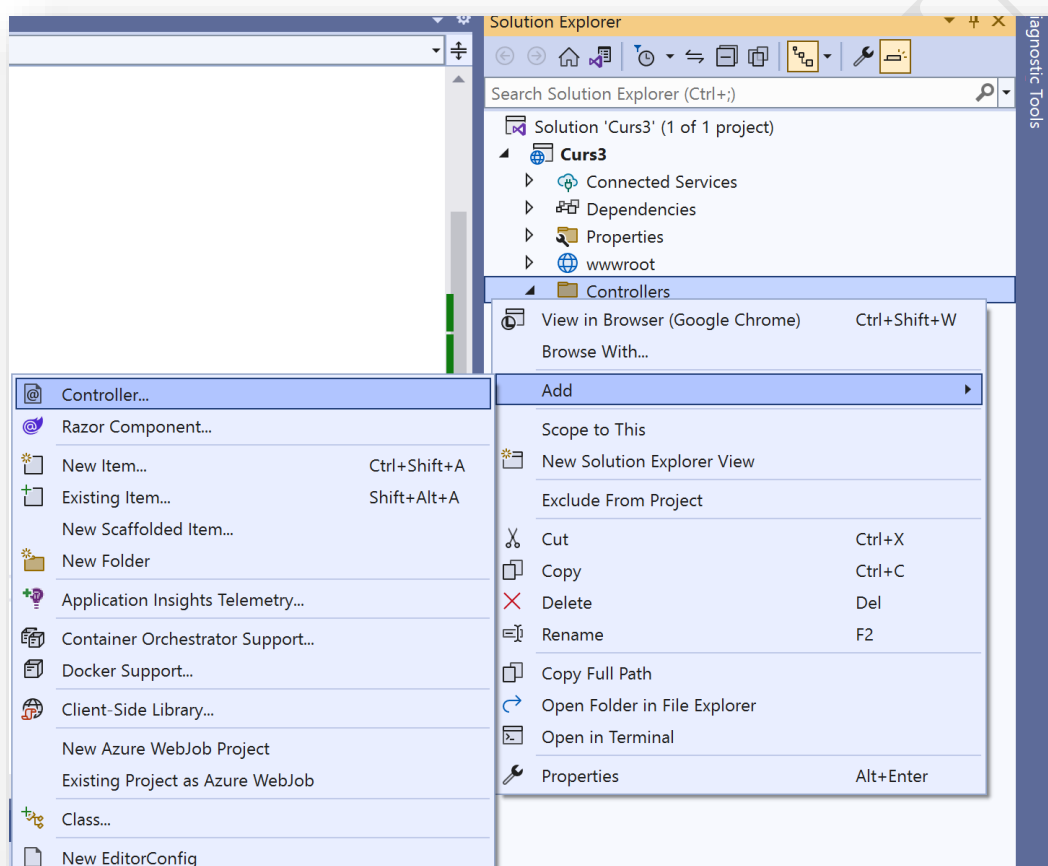 Solution Explorer
Search Solution Explorer (Ctrl+;)
Solution 'Curs3' (1 of 1 project)
Curs3
Connected Services
Dependencies
Properties
wwwroot
Controllers
View in Browser (Google Chrome) Ctrl+Shift+W
Browse With...
Add
Scope to This
New Solution Explorer View
Exclude From Project
Cut Ctrl+X
Copy Ctrl+C
Delete Del
Rename F2
Copy Full Path
Open Folder in File Explorer
Open in Terminal
Properties Alt+Enter
Controller...
Razor Component...
New Item... Ctrl+Shift+A
Existing Item... Shift+Alt+A
New Scaffolded Item...
New Folder
Application Insights Telemetry...
Container Orchestrator Support...
Docker Support...
Client-Side Library...
New Azure WebJob Project
Existing Project as Azure WebJob
Class...
New EditorConfig
iagnostic Tools